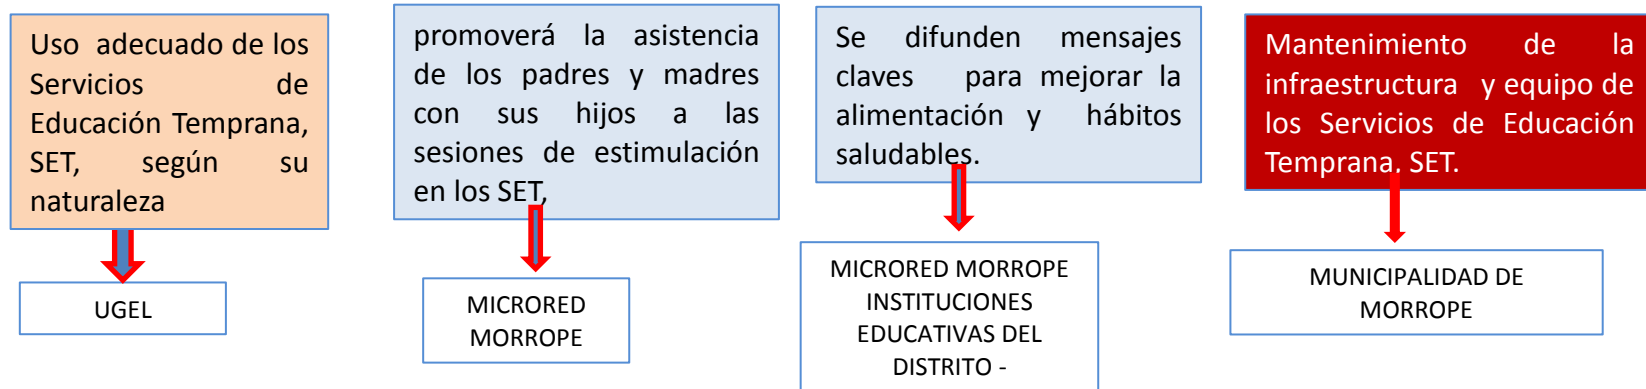 Uso adecuado de los
Servicios de
Educación Temprana,
SET, según su
naturaleza
UGEL
promoverá la asistencia
de los padres y madres
con sus hijos a las
sesiones de estimulación
en los SET,
MICRORED
MORROPE
Se difunden mensajes
claves para mejorar la
alimentación y hábitos
saludables.
MICRORED MORROPE
INSTITUCIONES
EDUCATIVAS DEL
DISTRITO -
Mantenimiento de la
infraestructura y equipo de
los Servicios de Educación
Temprana, SET.
MUNICIPALIDAD DE
MORROPE